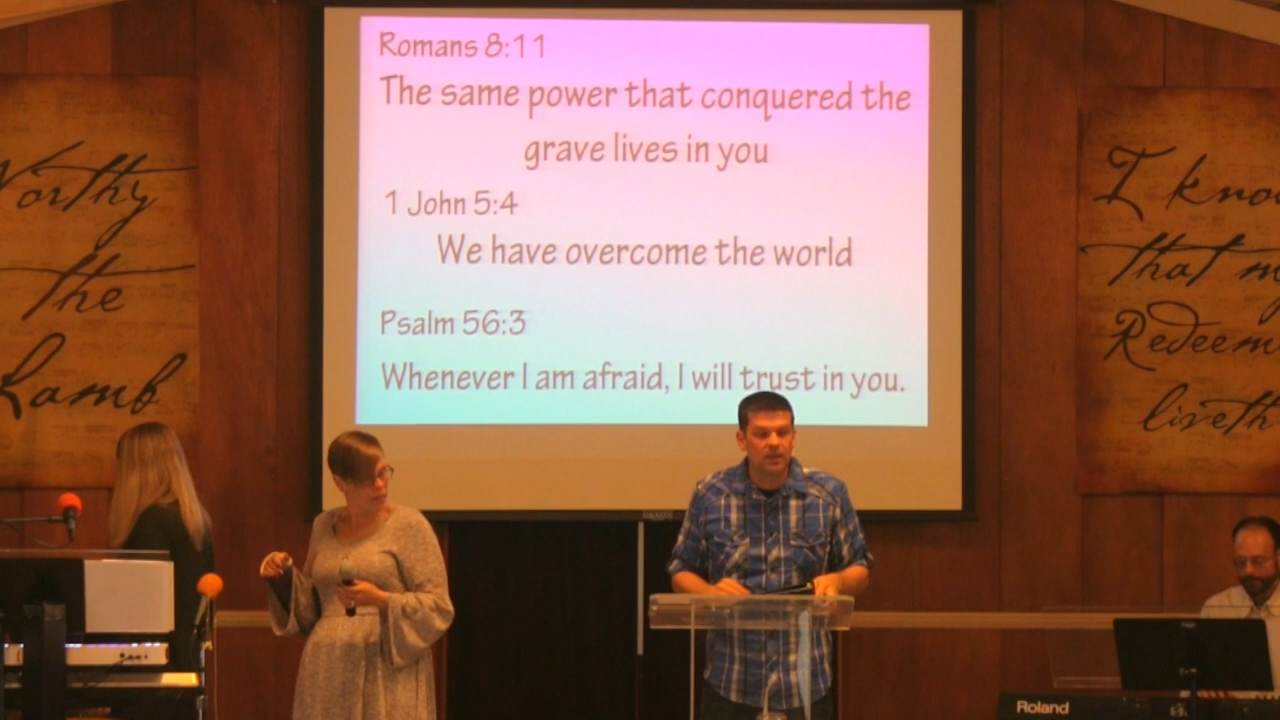 Romans 8:11
The same power that conquered the
grave lives in you
1 John 5:4
We have overcome the world
Psalm 56:3
Whenever I am afraid, I will trust in you.
Worthy
the
Lamb
I kno
that m
Redeem
liveth
Roland